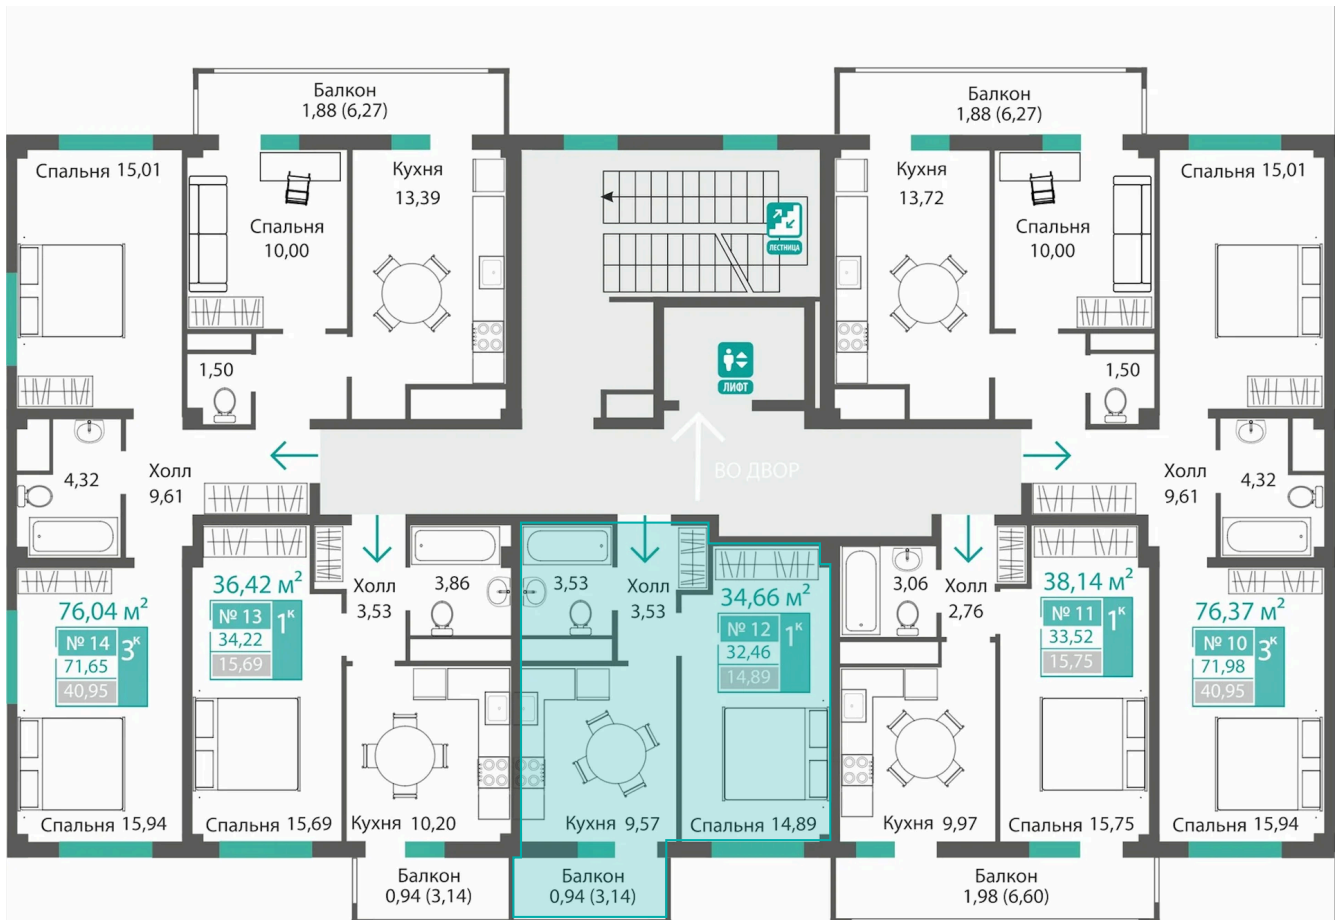 Балкон
1,88 (6,27)
Балкон
1,88 (6,27)
Спальня 15,01
Кухня
13,39
Спальня
10,00
ЛЕСТНИЦА
Кухня
13,72
Спальня
10,00
Спальня 15,01
1,50
ЛИФТ
1,50
4,32
Холл
9,61
ВО ДВОР
Холл
9,61
4,32
76,04 м²
№ 14
3К
71,65
40,95
36,42 м²
№ 13
1К
34,22
15,69
Холл
3,53
3,86
3,53
Холл
3,53
34,66 м²
№ 12
1К
32,46
14,89
3,06
Холл
2,76
38,14 м²
№ 11
1К
33,52
15,75
76,37 м²
№ 10
3К
71,98
40,95
Спальня 15,94
Спальня 15,69
Кухня 10,20
Кухня 9,57
Спальня 14,89
Кухня 9,97
Спальня 15,75
Спальня 15,94
Балкон
0,94 (3,14)
Балкон
0,94 (3,14)
Балкон
1,98 (6,60)